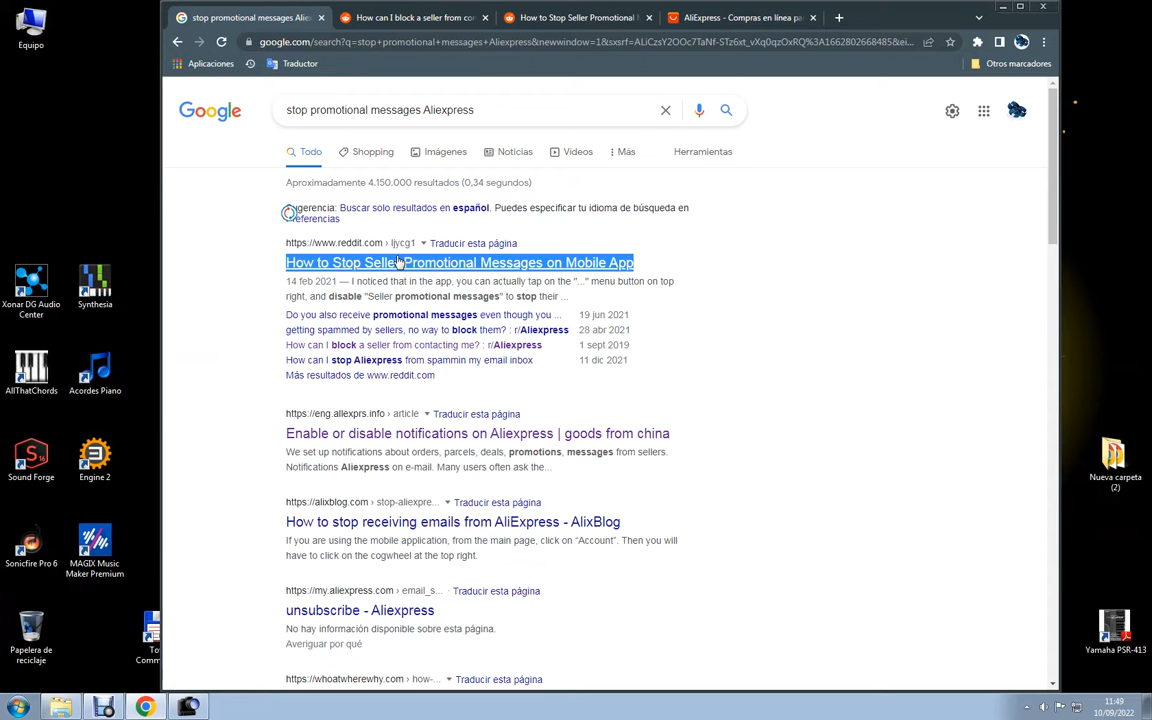 Equipo
stop promotional messages Alie
How can I block a seller from con
How to Stop Seller Promotional M
AliExpress - Compras en línea pa
google.com/search?q=stop+promotional+messages+Aliexpress&newwindow=1&sxsrf=ALiCzsY2OOc7TaNf-STz6xt_vXq0qzOxRQ%3A1662802668485&ei...
Aplicaciones
Traductor
Otros marcadores
Google
stop promotional messages Aliexpress
Todo
Shopping
Imágenes
Noticias
Videos
Más
Herramientas
Aproximadamente 4.150.000 resultados (0,34 segundos)
gerencia: Buscar solo resultados en español. Puedes especificar tu idioma de búsqueda en
referencias
https://www.reddit.com › ljycg1
Traducir esta página
How to Stop Seller Promotional Messages on Mobile App
14 feb 2021 — I noticed that in the app, you can actually tap on the "..." menu button on top
right, and disable "Seller promotional messages" to stop their ...
Do you also receive promotional messages even though you ... 19 jun 2021
getting spammed by sellers, no way to block them? : r/Aliexpress 28 abr 2021
How can I block a seller from contacting me? : r/Aliexpress 1 sept 2019
How can I stop Aliexpress from spammin my email inbox 11 dic 2021
Más resultados de www.reddit.com
https://eng.allexprs.info › article
Traducir esta página
Enable or disable notifications on Aliexpress | goods from china
We set up notifications about orders, parcels, deals, promotions, messages from sellers.
Notifications Aliexpress on e-mail. Many users often ask the...
https://alixblog.com › stop-aliexpre...
Traducir esta página
How to stop receiving emails from AliExpress - AlixBlog
If you are using the mobile application, from the main page, click on “Account”. Then you will
have to click on the cogwheel at the top right.
https://my.aliexpress.com › email_s...
Traducir esta página
unsubscribe - Aliexpress
No hay información disponible sobre esta página.
Averiguar por qué
https://whoatwherewhy.com › how-...
Traducir esta página
Xonar DG Audio
Center
Synthesia
AllThatChords
Acordes Piano
Sound Forge
Engine 2
Sonicfire Pro 6
MAGIX Music
Maker Premium
Papelera de
reciclaje
To
Comm
Nueva carpeta
(2)
Yamaha PSR-413
11:49
10/09/2022